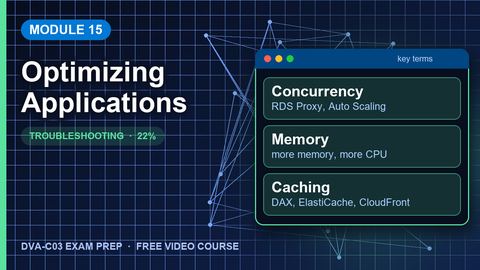 MODULE 15
Optimizing
Applications
TROUBLESHOOTING · 22%
key terms
Concurrency
RDS Proxy, Auto Scaling
Memory
more memory, more CPU
Caching
DAX, ElastiCache, CloudFront
DVA-C03 EXAM PREP · FREE VIDEO COURSE